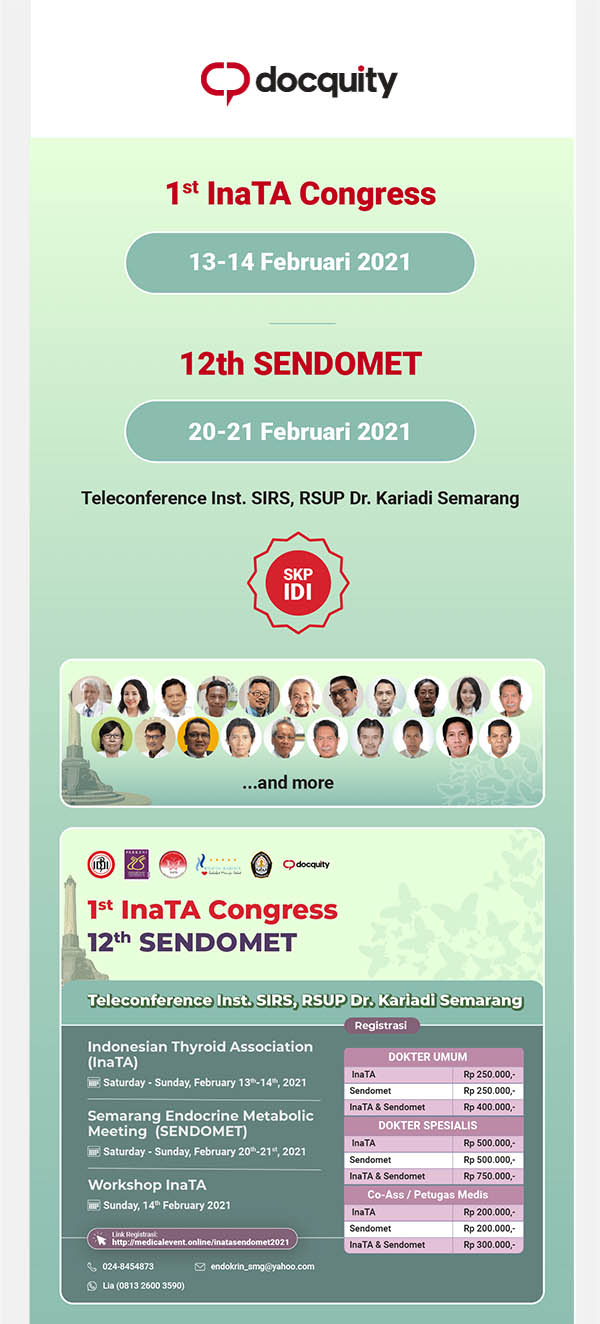 docquity
1st InaTA Congress
13-14 Februari 2021
12th SENDOMET
20-21 Februari 2021
Teleconference Inst. SIRS, RSUP Dr. Kariadi Semarang
SKP
IDI
...and more
docquity
1st InaTA Congress
12th SENDOMET
Teleconference Inst. SIRS, RSUP Dr. Kariadi Semarang
Indonesian Thyroid Association
(InaTA)
Saturday - Sunday, February 13th-14th, 2021
Semarang Endocrine Metabolic
Meeting (SENDOMET)
Saturday - Sunday, February 20th-21st, 2021
Workshop InaTA
Sunday, 14th February 2021
Link Registrasi:
http://medicalevent.online/inatasendomet2021
024-8454873
endokrin_smg@yahoo.com
Lia (0813 2600 3590)
Registrasi
DOKTER UMUM
InaTA Rp 250.000,-
Sendomet Rp 250.000,-
InaTA & Sendomet Rp 400.000,-
DOKTER SPESIALIS
InaTA Rp 500.000,-
Sendomet Rp 500.000,-
InaTA & Sendomet Rp 750.000,-
Co-Ass / Petugas Medis
InaTA Rp 200.000,-
Sendomet Rp 200.000,-
InaTA & Sendomet Rp 300.000,-